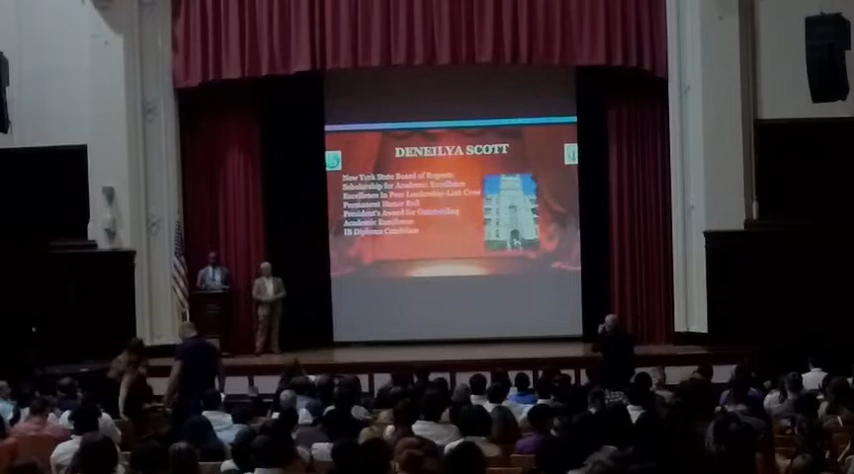 DENEILYA SCOTT
New York State Board of Regents
Scholarship for Academic Excellence
Excellence in Peer Leadership-Link Crew
Permanent Honor Roll
President's Award for Outstanding
Academic Excellence
IB Diploma Candidate